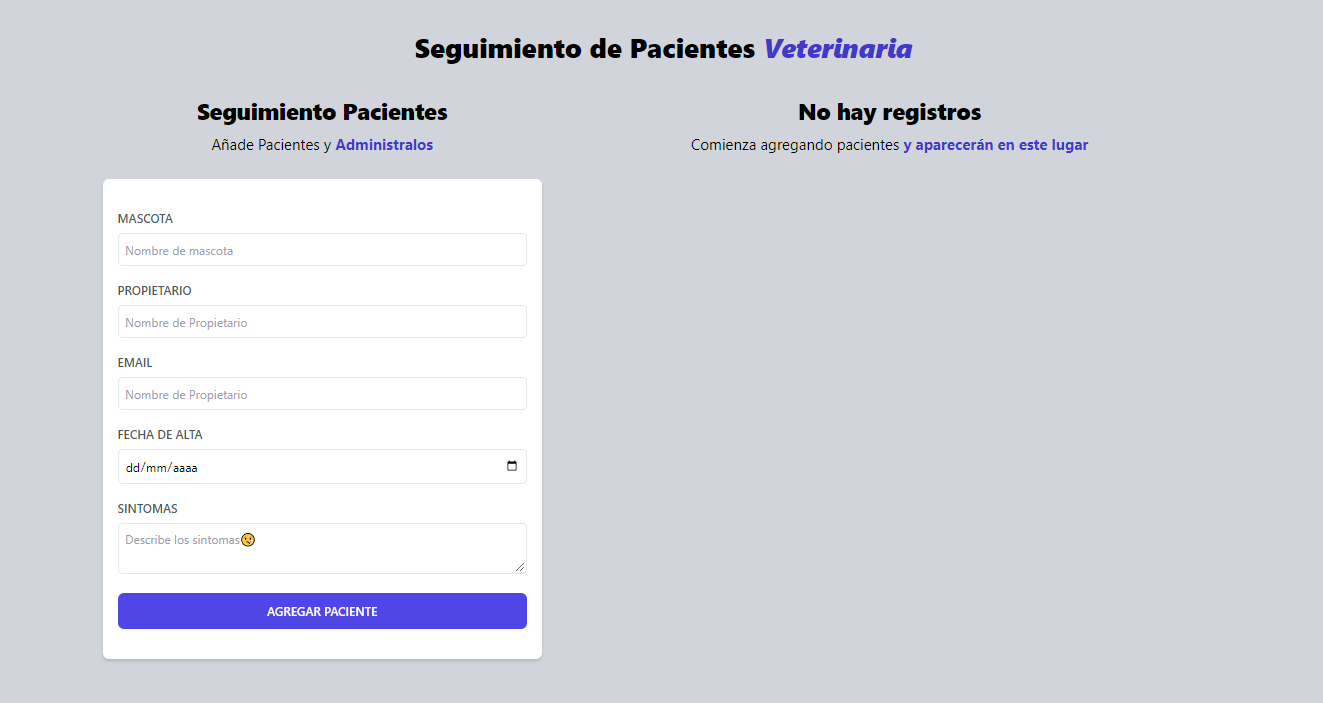 Seguimiento de Pacientes Veterinaria
Seguimiento Pacientes
Añade Pacientes y Administralos
MASCOTA
Nombre de mascota
PROPIETARIO
Nombre de Propietario
EMAIL
Nombre de Propietario
FECHA DE ALTA
dd/mm/aaaa
SINTOMAS
Describe los sintomas🤨
AGREGAR PACIENTE
No hay registros
Comienza agregando pacientes y aparecerán en este lugar